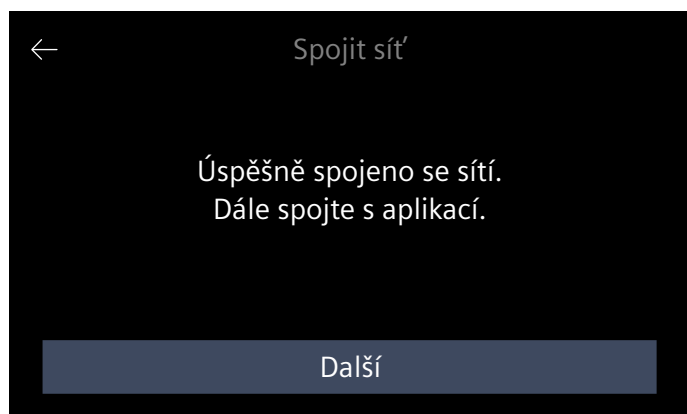 Spojit síť
Úspěšně spojeno se sítí.
Dále spojte s aplikací.
Další